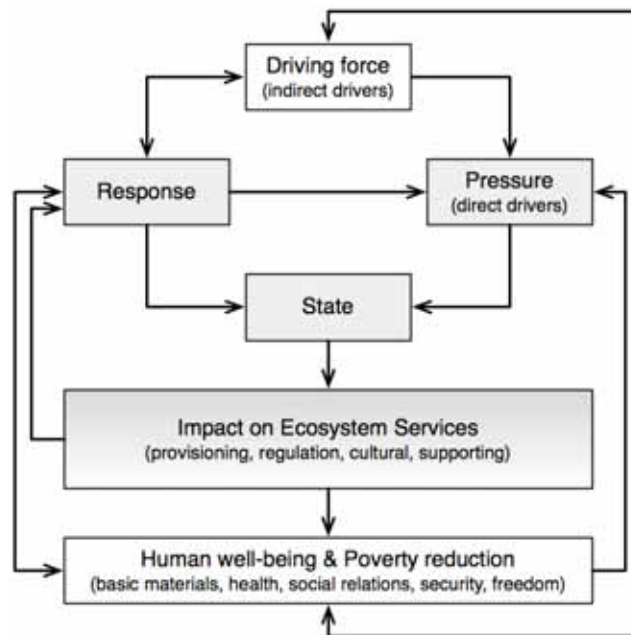 Driving force
(indirect drivers)
Response
Pressure
(direct drivers)
State
Impact on Ecosystem Services
(provisioning, regulation, cultural, supporting)
Human well-being & Poverty reduction
(basic materials, health, social relations, security, freedom)